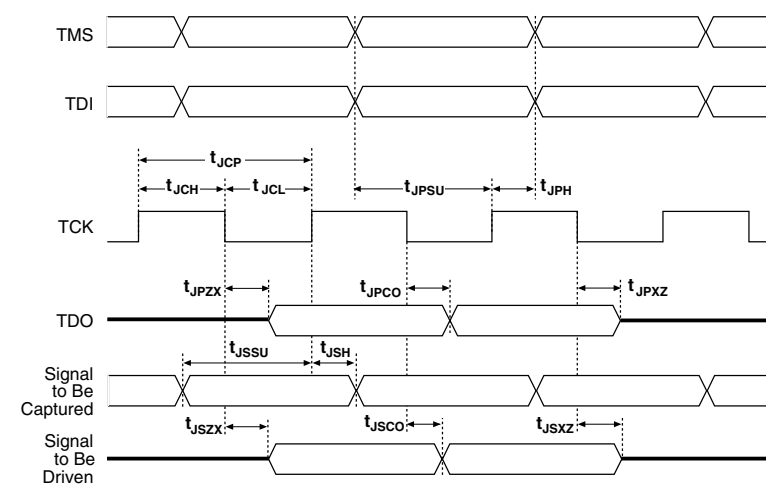 TMS
TDI
tJCP
tJCH tJCL tJPSU tJPH
TCK
tJPZX tJPCO tJPXZ
TDO
tJSSU tJSH
Signal
to Be
Captured
tJSZX tJSCO tJSXZ
Signal
to Be
Driven